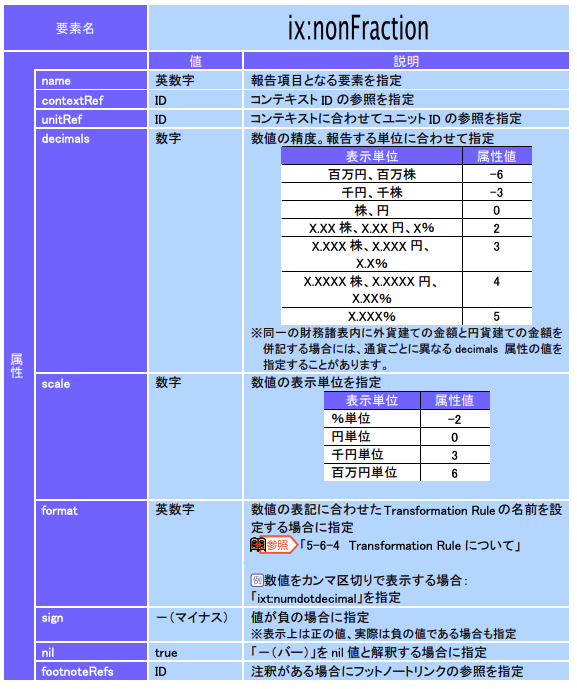 要素名 ix:nonFraction
属性
値 説明
name 英数字 報告項目となる要素を指定
contextRef ID コンテキスト ID の参照を指定
unitRef ID コンテキストに合わせてユニット ID の参照を指定
decimals 数字 数値の精度。報告する単位に合わせて指定
表示単位 属性値
百万円、百万株 -6
千円、千株 -3
株、円 0
X.XX 株、X.XX 円、X% 2
X.XXX 株、X.XXX 円、 3
X.X%
X.XXXX 株、X.XXXX 円、 4
X.XX%
X.XXX% 5
※同一の財務諸表内に外貨建ての金額と円貨建ての金額を
併記する場合には、通貨ごとに異なる decimals 属性の値を
指定することがあります。
scale 数字 数値の表示単位を指定
表示単位 属性値
%単位 -2
円単位 0
千円単位 3
百万円単位 6
format 英数字 数値の表記に合わせた Transformation Rule の名前を設
定する場合に指定
参照 「5-6-4 Transformation Rule について」
例 数値をカンマ区切りで表示する場合：
「ixt:numdotdecimal」を指定
sign －（マイナス） 値が負の場合に指定
※表示上は正の値、実際は負の値である場合も指定
nil true 「－（バー）」を nil 値と解釈する場合に指定
footnoteRefs ID 注釈がある場合にフットノートリンクの参照を指定